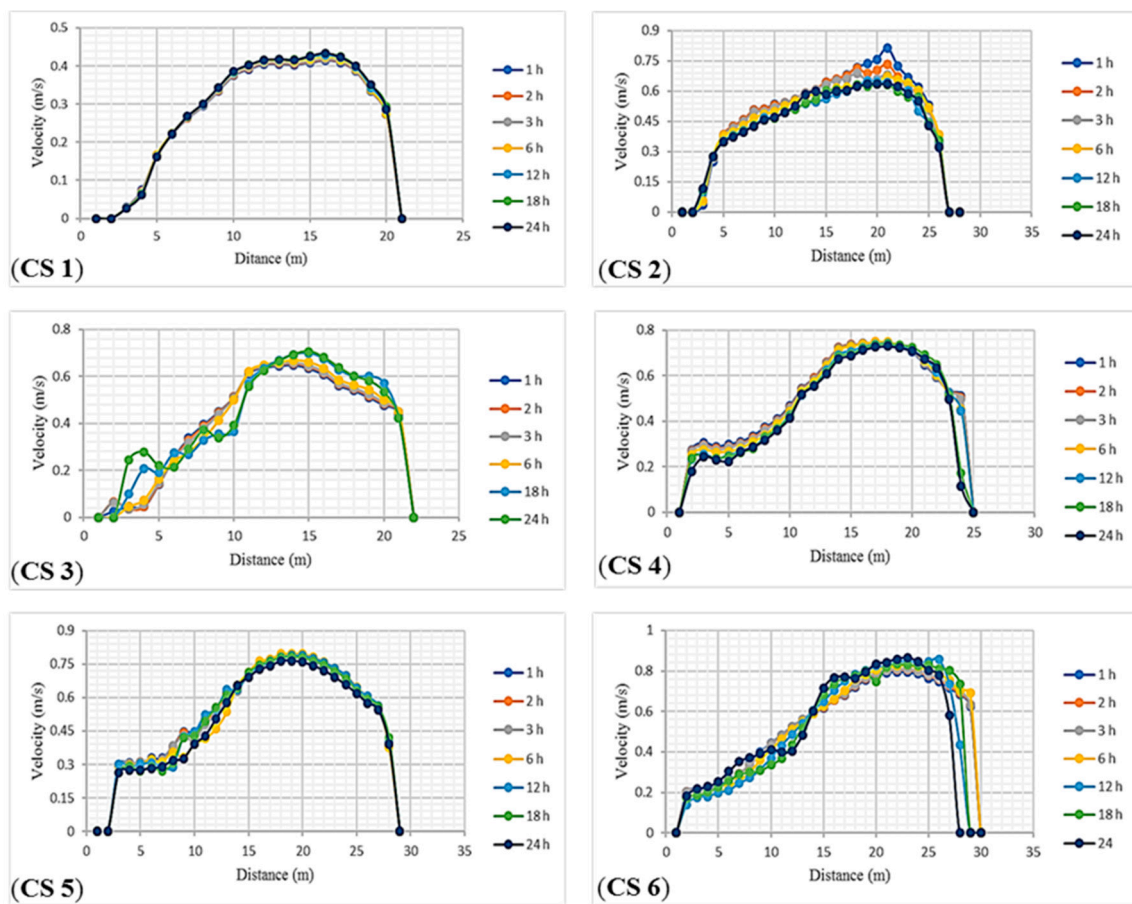 0.5
0.4
0.3
0.2
0.1
0
Velocity (m/s)
0 5 10 15 20 25
Ditance (m)
1 h
2 h
3 h
6 h
12 h
18 h
24 h
(CS 1)
0.9
0.75
0.6
0.45
0.3
0.15
0
Velocity (m/s)
0 5 10 15 20 25 30
Distance (m)
1 h
2 h
3 h
6 h
12 h
18 h
24 h
(CS 2)
0.8
0.6
0.4
0.2
0
Velocity (m/s)
0 5 10 15 20 25
Distance (m)
1 h
2 h
3 h
6 h
18 h
24 h
(CS 3)
0.8
0.6
0.4
0.2
0
Velocity (m/s)
0 5 10 15 20 25 30
Distance (m)
1 h
2 h
3 h
6 h
12 h
18 h
24 h
(CS 4)
0.9
0.75
0.6
0.45
0.3
0.15
0
Velocity (m/s)
0 5 10 15 20 25 30 35
Distance (m)
1 h
2 h
3 h
6 h
12 h
18 h
24 h
(CS 5)
1
0.8
0.6
0.4
0.2
0
Velocity (m/s)
0 5 10 15 20 25 30 35
Distance (m)
1 h
2 h
3 h
6 h
12 h
18 h
24
(CS 6)